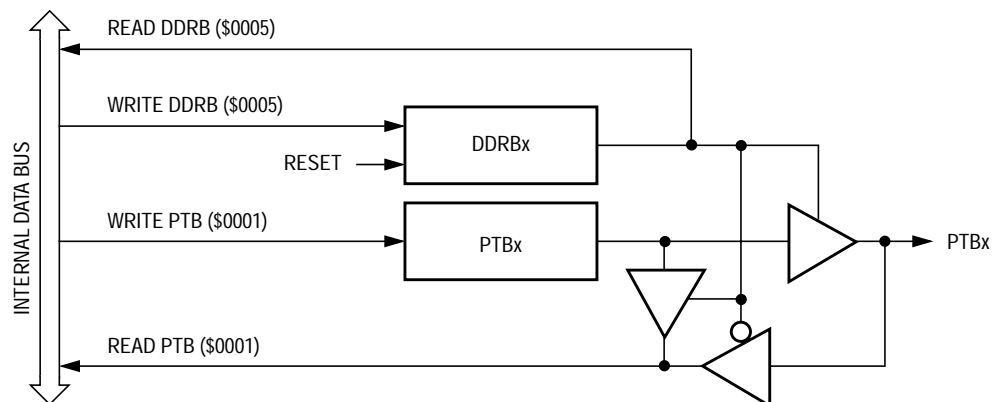 READ DDRB ($0005)
WRITE DDRB ($0005)
DDRBx
RESET
WRITE PTB ($0001)
PTBx
PTBx
READ PTB ($0001)
INTERNAL DATA BUS